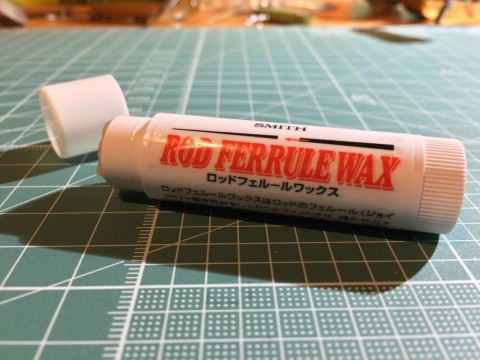 SMITH
ROD FERRULE WAX
ロッドフェルールワックス
ロッドフェルールワックスはロッドのフェルール(ジョイ